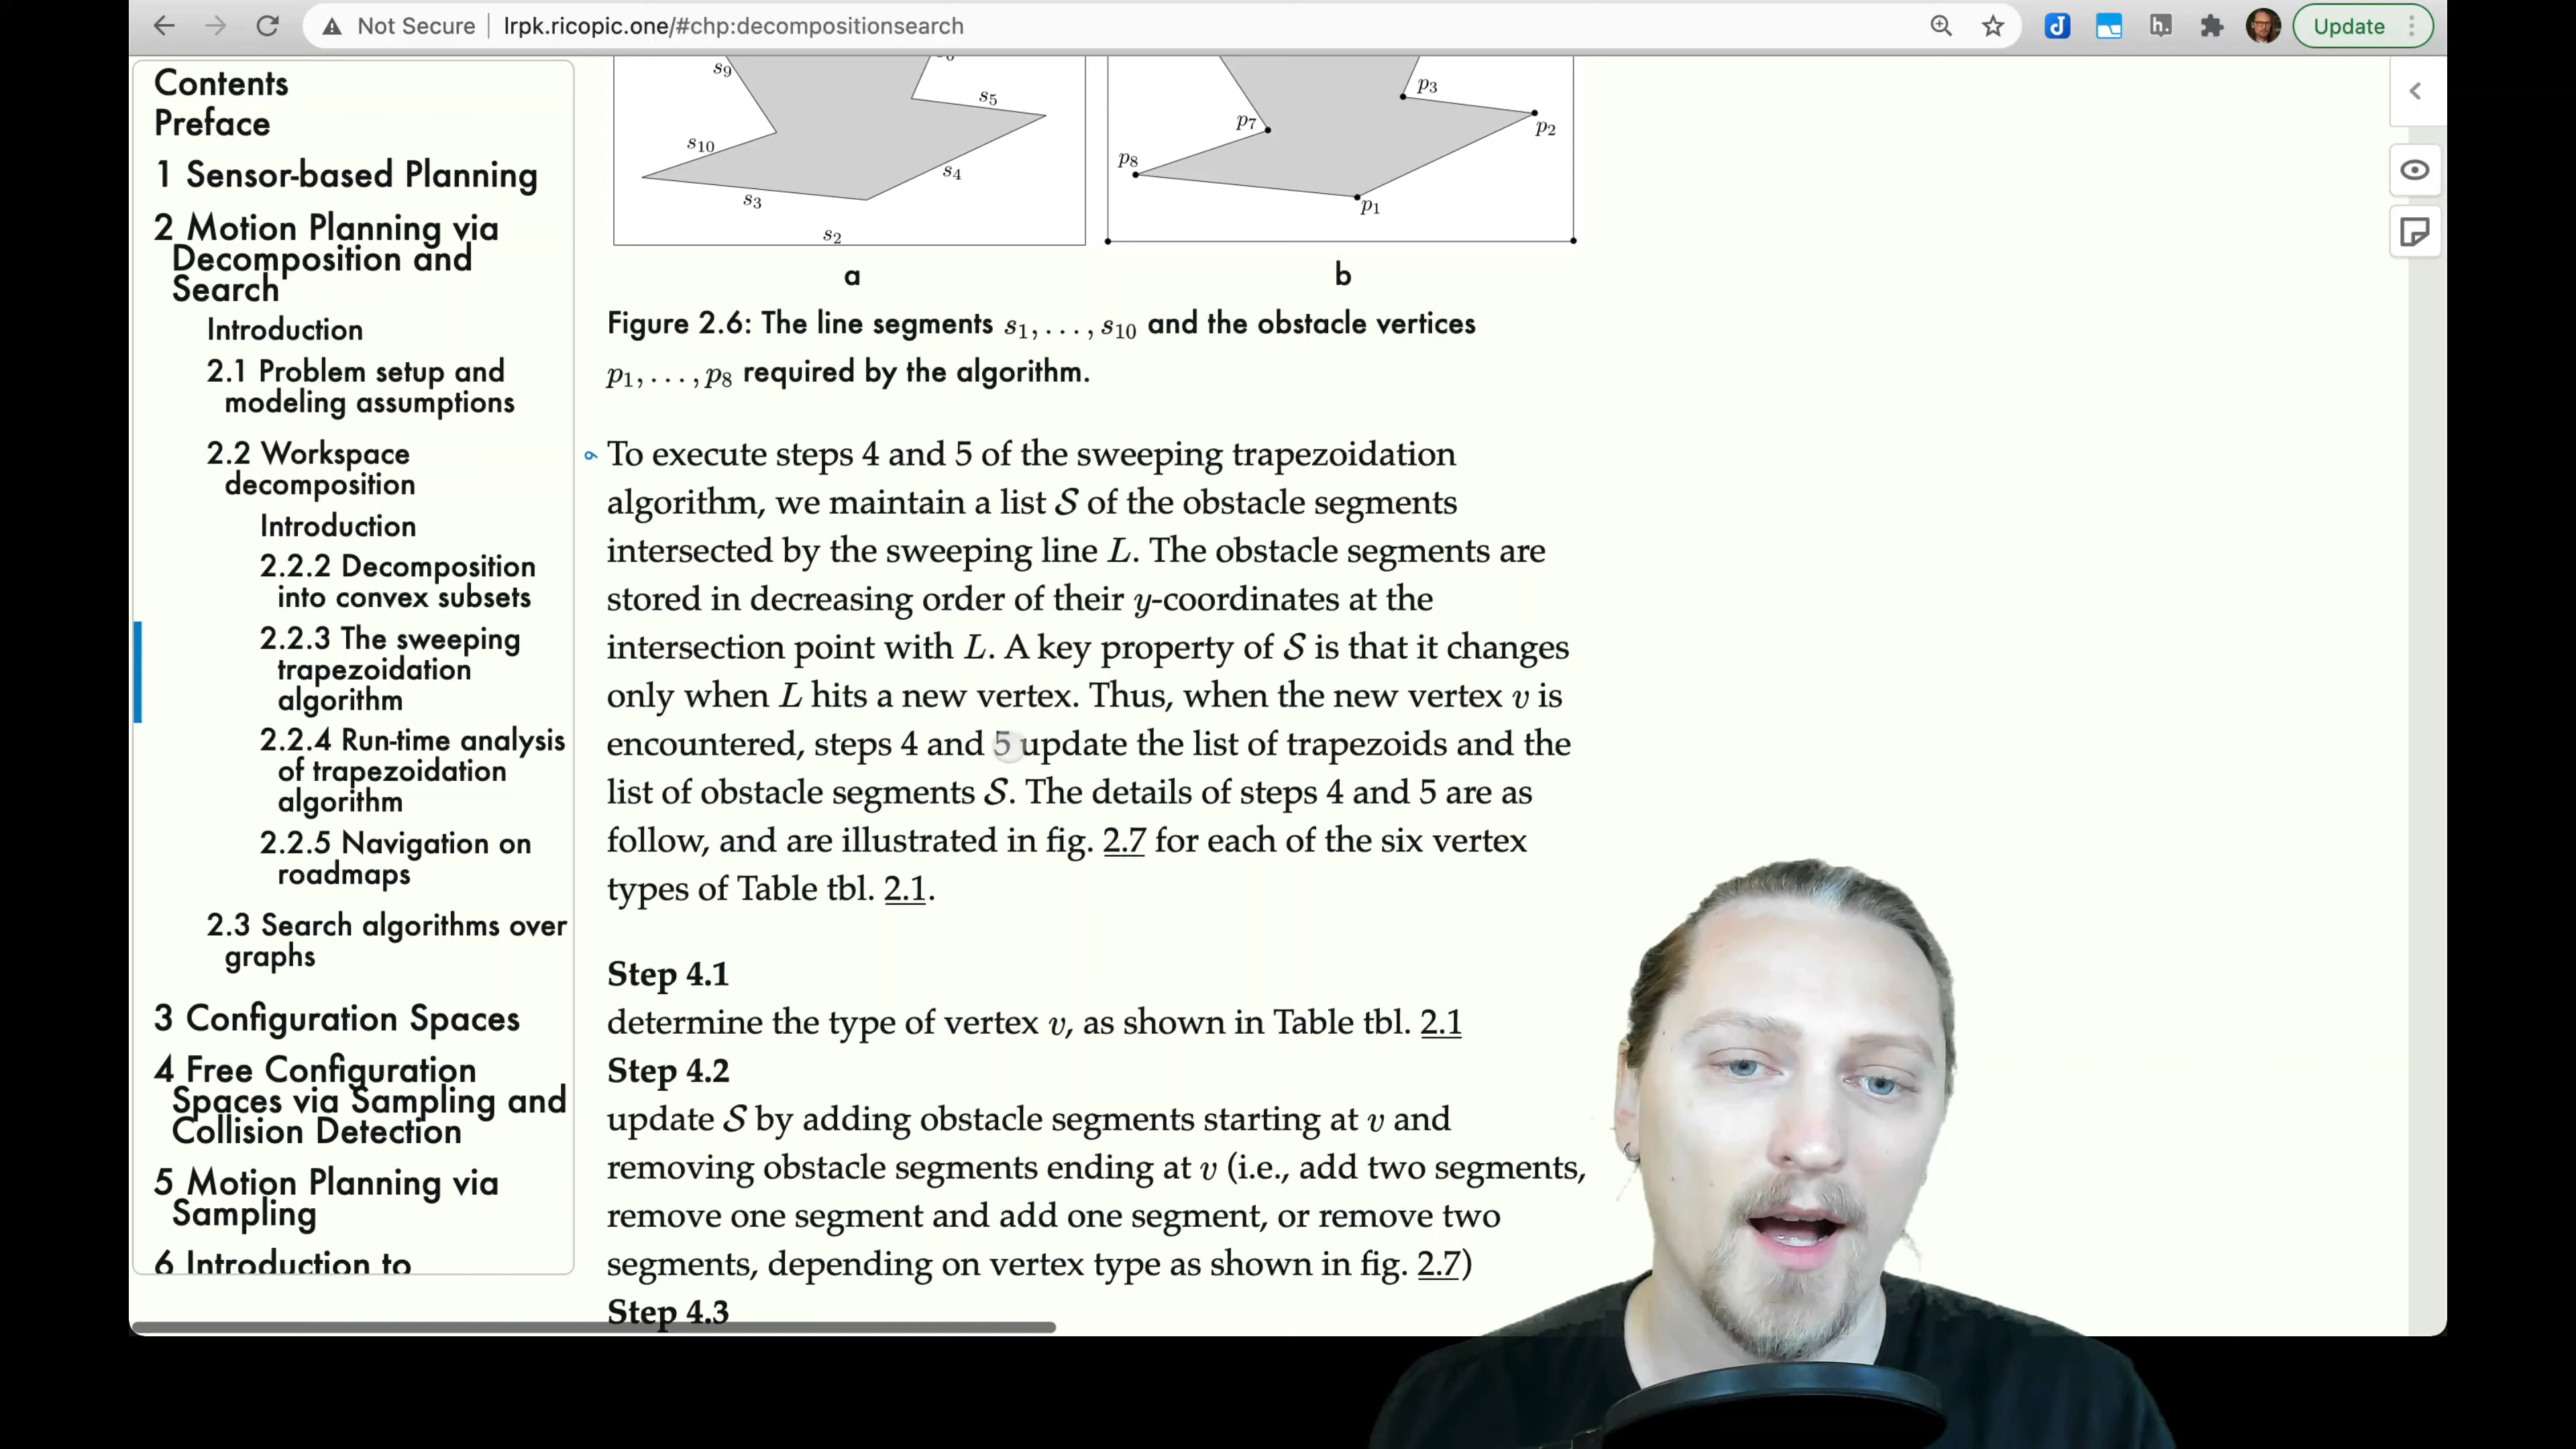 Not Secure
lrpk.ricopic.one/#chp:decompositionsearch
Update
Contents
Preface
1 Sensor-based Planning
2 Motion Planning via
Decomposition and
Search
Introduction
2.1 Problem setup and
modeling assumptions
2.2 Workspace
decomposition
Introduction
2.2.2 Decomposition
into convex subsets
2.2.3 The sweeping
trapezoidation
algorithm
2.2.4 Run-time analysis
of trapezoidation
algorithm
2.2.5 Navigation on
roadmaps
2.3 Search algorithms over
graphs
3 Configuration Spaces
4 Free Configuration
Spaces via Sampling and
Collision Detection
5 Motion Planning via
Sampling
6 Introduction to
s9
s5
s10
s4
s3
s2
a
p3
p7
p2
p8
p1
b
Figure 2.6: The line segments s1, . . . , s10 and the obstacle vertices
p1, . . . , p8 required by the algorithm.
To execute steps 4 and 5 of the sweeping trapezoidation
algorithm, we maintain a list S of the obstacle segments
intersected by the sweeping line L. The obstacle segments are
stored in decreasing order of their y-coordinates at the
intersection point with L. A key property of S is that it changes
only when L hits a new vertex. Thus, when the new vertex v is
encountered, steps 4 and 5 update the list of trapezoids and the
list of obstacle segments S. The details of steps 4 and 5 are as
follow, and are illustrated in fig. 2.7 for each of the six vertex
types of Table tbl. 2.1.
Step 4.1
determine the type of vertex v, as shown in Table tbl. 2.1
Step 4.2
update S by adding obstacle segments starting at v and
removing obstacle segments ending at v (i.e., add two segments,
remove one segment and add one segment, or remove two
segments, depending on vertex type as shown in fig. 2.7)
Step 4.3